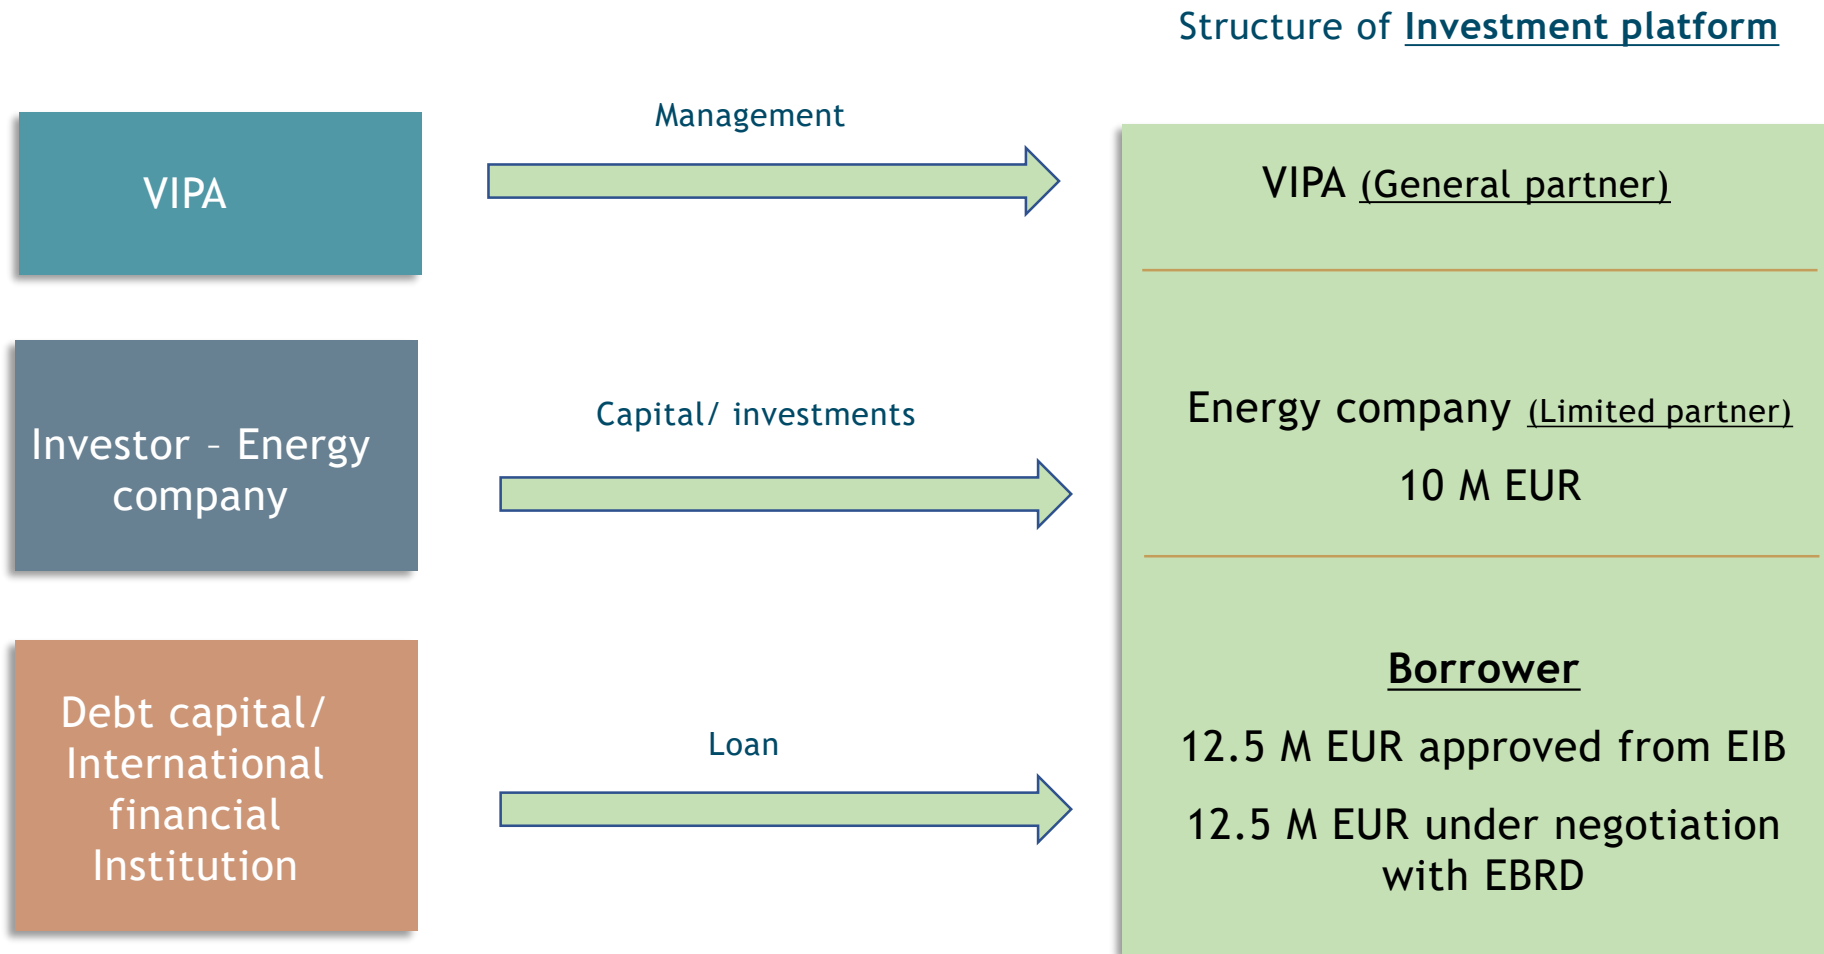 Structure of Investment platform
VIPA
Management
VIPA (General partner)
Investor – Energy
company
Capital/ investments
Energy company (Limited partner)
10 M EUR
Debt capital/
International
financial
Institution
Loan
Borrower
12.5 M EUR approved from EIB
12.5 M EUR under negotiation
with EBRD